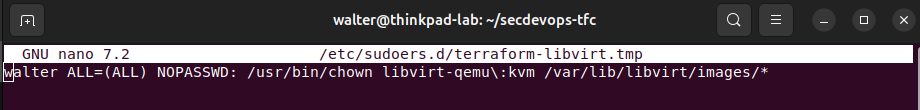 walter@thinkpad-lab: ~/secdevops-tfc
GNU nano 7.2 /etc/sudoers.d/terraform-libvirt.tmp
walter ALL=(ALL) NOPASSWD: /usr/bin/chown libvirt-qemu\:kvm /var/lib/libvirt/images/*